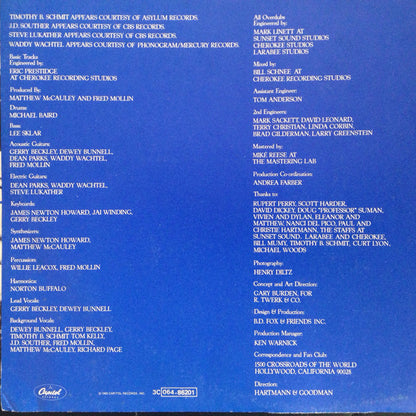 TIMOTHY B. SCHMIT APPEARS COURTESY OF ASYLUM RECORDS.
J.D. SOUTHER APPEARS COURTESY OF CBS RECORDS.
STEVE LUKATHER APPEARS COURTESY OF CBS RECORDS.
WADDY WACHTEL APPEARS COURTESY OF PHONOGRAM/MERCURY RECORDS.
Basic Tracks
Engineered by:
ERIC PRESTIDGE
AT CHEROKEE RECORDING STUDIOS
Produced By:
MATTHEW McCAULEY AND FRED MOLLIN
Drums:
MICHAEL BAIRD
Bass:
LEE SKLAR
Acoustic Guitars:
GERRY BECKLEY, DEWEY BUNNELL,
DEAN PARKS, WADDY WACHTEL,
FRED MOLLIN
Electric Guitars:
DEAN PARKS, WADDY WACHTEL,
STEVE LUKATHER
Keyboards:
JAMES NEWTON HOWARD, JAI WINDING,
GERRY BECKLEY
Synthesizers:
JAMES NEWTON HOWARD,
MATTHEW McCAULEY
Percussion:
WILLIE LEACOX, FRED MOLLIN
Harmonica:
NORTON BUFFALO
Lead Vocals:
GERRY BECKLEY, DEWEY BUNNELL
Background Vocals:
DEWEY BUNNELL, GERRY BECKLEY,
TIMOTHY B. SCHMIT TOM KELLY,
J.D. SOUTHER, FRED MOLLIN,
MATTHEW McCAULEY, RICHARD PAGE
Capitol
© 1980 CAPITOL RECORDS, INC.
3C 064-86201
All Overdubs
Engineered by:
MARK LINETT AT
SUNSET SOUND STUDIOS
CHEROKEE STUDIOS
LARABEE STUDIOS
Mixed by:
BILL SCHNEE AT
CHEROKEE RECORDING STUDIOS
Assistant Engineer:
TOM ANDERSON
2nd Engineers:
MARK SACKETT, DAVID LEONARD,
TERRY CHRISTIAN, LINDA CORBIN,
BRAD GILDERMAN, LARRY GREENSTEIN
Mastered by:
MIKE REESE AT
THE MASTERING LAB
Production Co-ordination:
ANDREA FARBER
Thanks to:
RUPERT PERRY, SCOTT HARDER,
DAVID DICKEY, DOUG "PROFESSOR" SUMAN,
VIVIEN AND DYLAN, ELEANOR AND
MATTHEW, NANCI DEL PICO, PAUL AND
CHRISTIE HARTMANN, THE STAFFS AT
SUNSET SOUND. LARABEE AND CHEROKEE,
BILL MUMY, TIMOTHY B. SCHMIT, CURT LYON,
MICHAEL WOODS
Photography:
HENRY DILTZ
Concept and Art Direction:
GARY BURDEN, FOR
R. TWERK & CO.
Design & Production:
B.D. FOX & FRIENDS INC.
Production Manager:
KEN WARNICK
Correspondence and Fan Club:
1500 CROSSROADS OF THE WORLD
HOLLYWOOD, CALIFORNIA 90028
Direction:
HARTMANN & GOODMAN